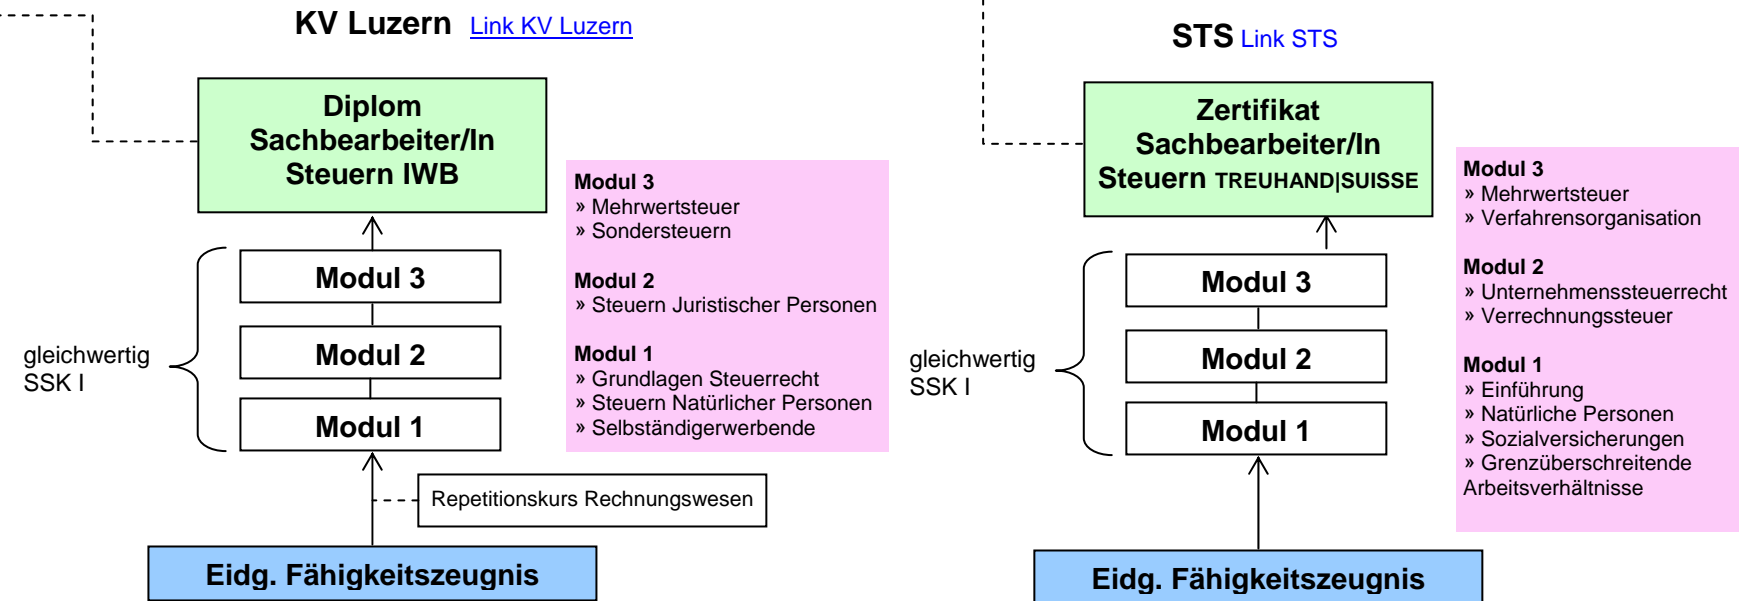 KV Luzern Link KV Luzern
Diplom
Sachbearbeiter/In
Steuern IWB
Modul 3
» Mehrwertsteuer
» Sondersteuern
Modul 2
» Steuern Juristischer Personen
Modul 1
» Grundlagen Steuerrecht
» Steuern Natürlicher Personen
» Selbständigerwerbende
Modul 3
Modul 2
Modul 1
gleichwertig
SSK I
Repetitionskurs Rechnungswesen
Eidg. Fähigkeitszeugnis
STS Link STS
Zertifikat
Sachbearbeiter/In
Steuern TREUHAND|SUISSE
Modul 3
» Mehrwertsteuer
» Verfahrensorganisation
Modul 2
» Unternehmenssteuerrecht
» Verrechnungssteuer
Modul 1
» Einführung
» Natürliche Personen
» Sozialversicherungen
» Grenzüberschreitende
Arbeitsverhältnisse
Modul 3
Modul 2
Modul 1
gleichwertig
SSK I
Eidg. Fähigkeitszeugnis